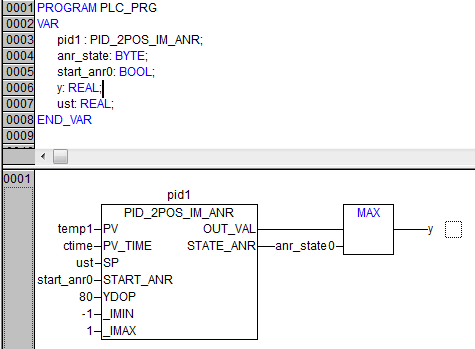 0001 PROGRAM PLC_PRG
0002 VAR
0003 pid1 : PID_2POS_IM_ANR;
0004 anr_state: BYTE;
0005 start_anr0: BOOL;
0006 y: REAL;
0007 ust: REAL;
0008 END_VAR
0009
0001
pid1
PID_2POS_IM_ANR MAX
temp1 PV OUT_VAL y
ctime PV_TIME STATE_ANR anr_state 0
ust SP
start_anr0 START_ANR
80 YDOP
-1 _IMIN
1 _IMAX